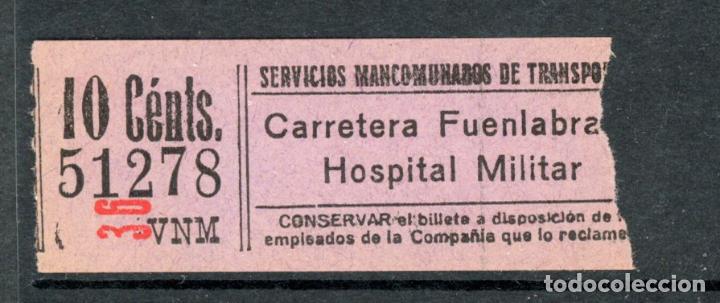 10 Cénts.
51278
36
VNM
SERVICIOS MANCOMUNADOS DE TRANSPO
Carretera Fuenlabra
Hospital Militar
CONSERVAR el billete a disposición de
empleados de la Compañia que lo reclame
todocoleccion